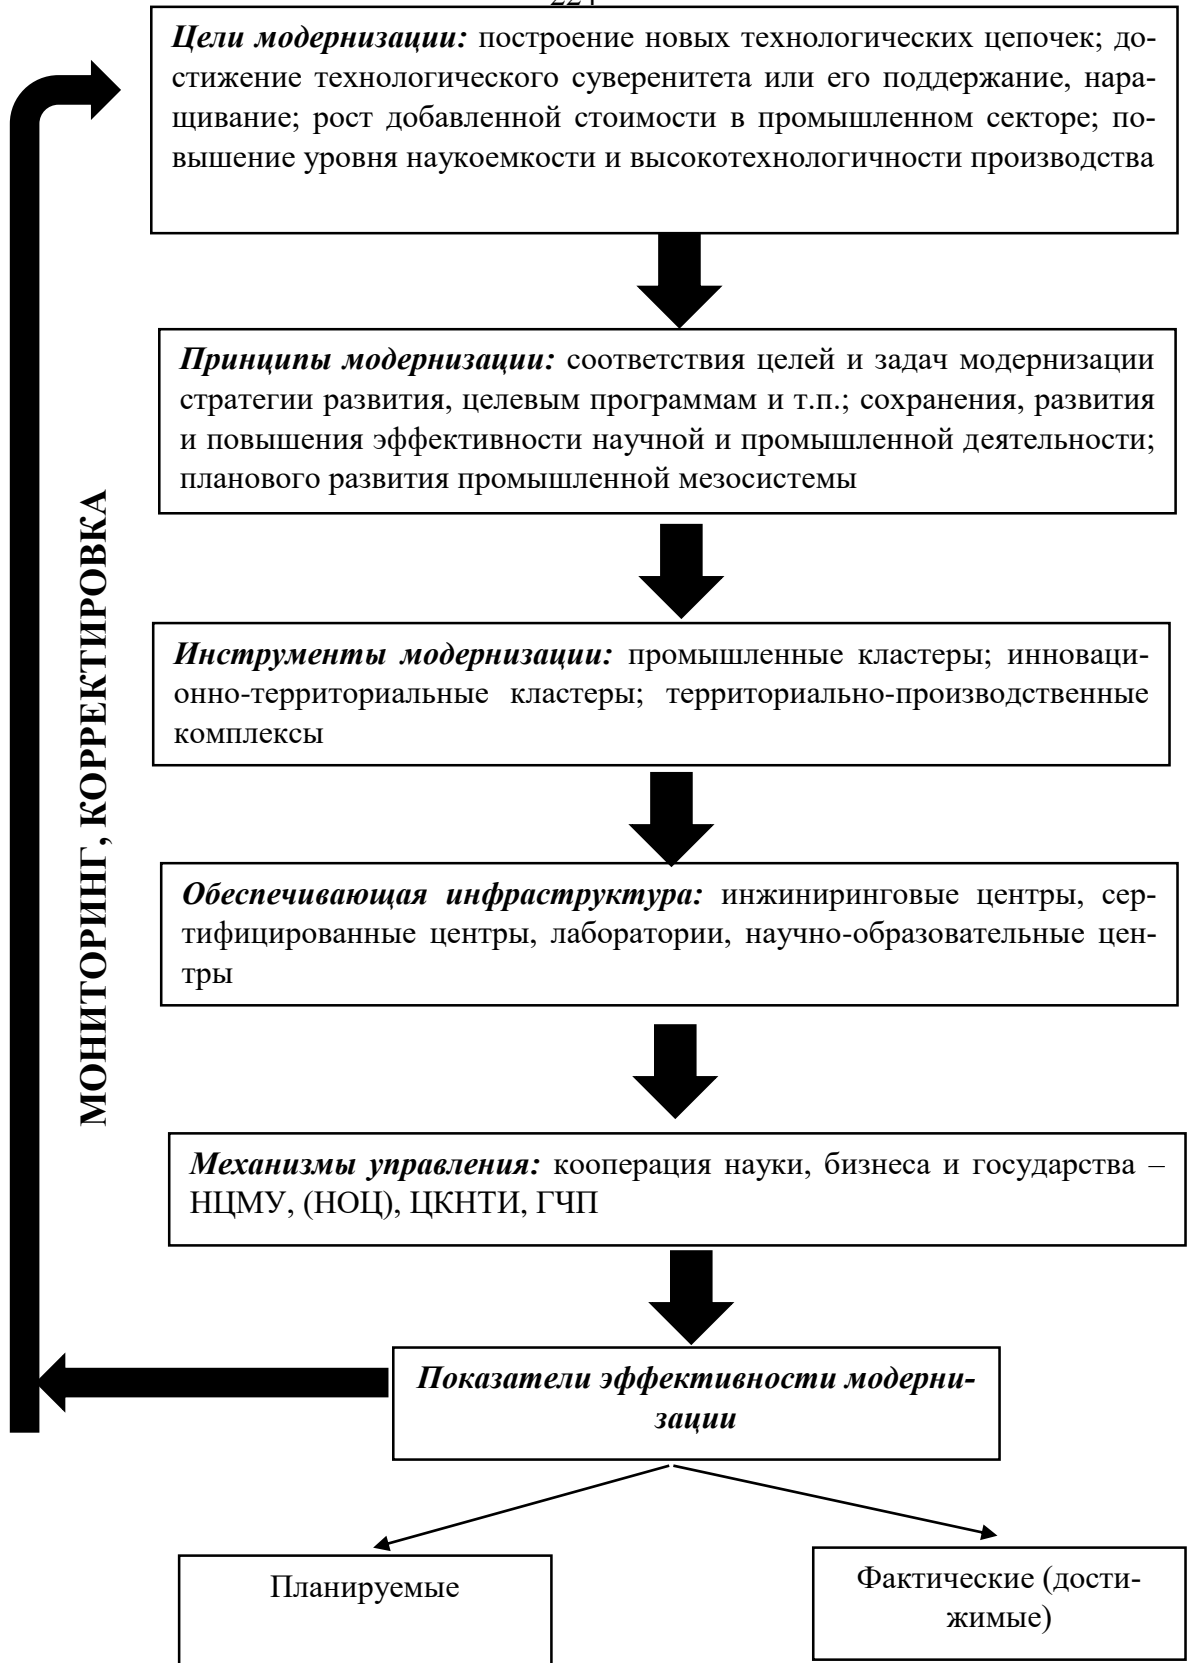 Цели модернизации: построение новых технологических цепочек; до-
стижение технологического суверенитета или его поддержание, нара-
щивание; рост добавленной стоимости в промышленном секторе; по-
вышение уровня наукоемкости и высокотехнологичности производства
Принципы модернизации: соответствия целей и задач модернизации
стратегии развития, целевым программам и т.п.; сохранения, развития
и повышения эффективности научной и промышленной деятельности;
планового развития промышленной мезосистемы
МОНИТОРИНГ, КОРРЕКТИРОВКА
Инструменты модернизации: промышленные кластеры; инноваци-
онно-территориальные кластеры; территориально-производственные
комплексы
Обеспечивающая инфраструктура: инжиниринговые центры, сер-
тифицированные центры, лаборатории, научно-образовательные цен-
тры
Механизмы управления: кооперация науки, бизнеса и государства –
НЦМУ, (НОЦ), ЦКНТИ, ГЧП
Показатели эффективности модерни-
зации
Планируемые
Фактические (дости-
жимые)